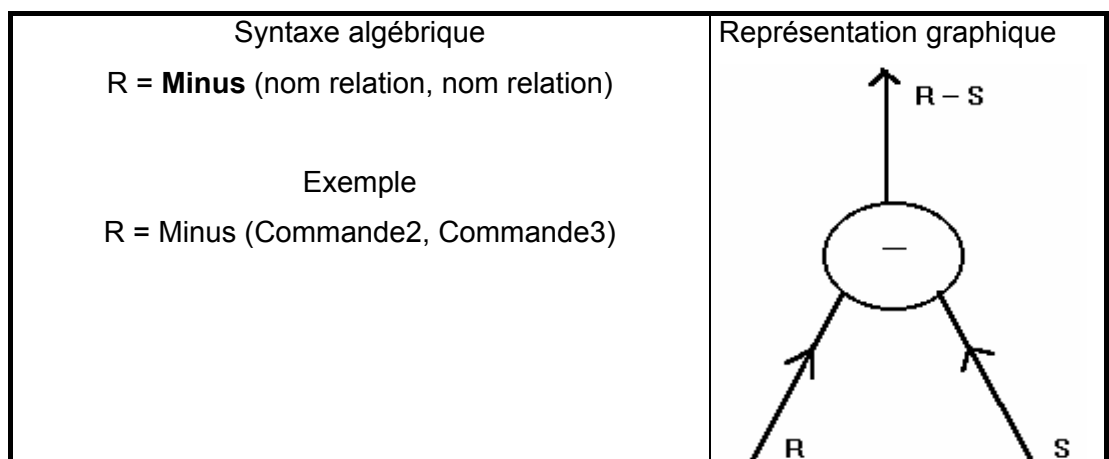 Syntaxe algébrique
R = Minus (nom relation, nom relation)
Exemple
R = Minus (Commande2, Commande3)
Représentation graphique
R – S
—
R
S